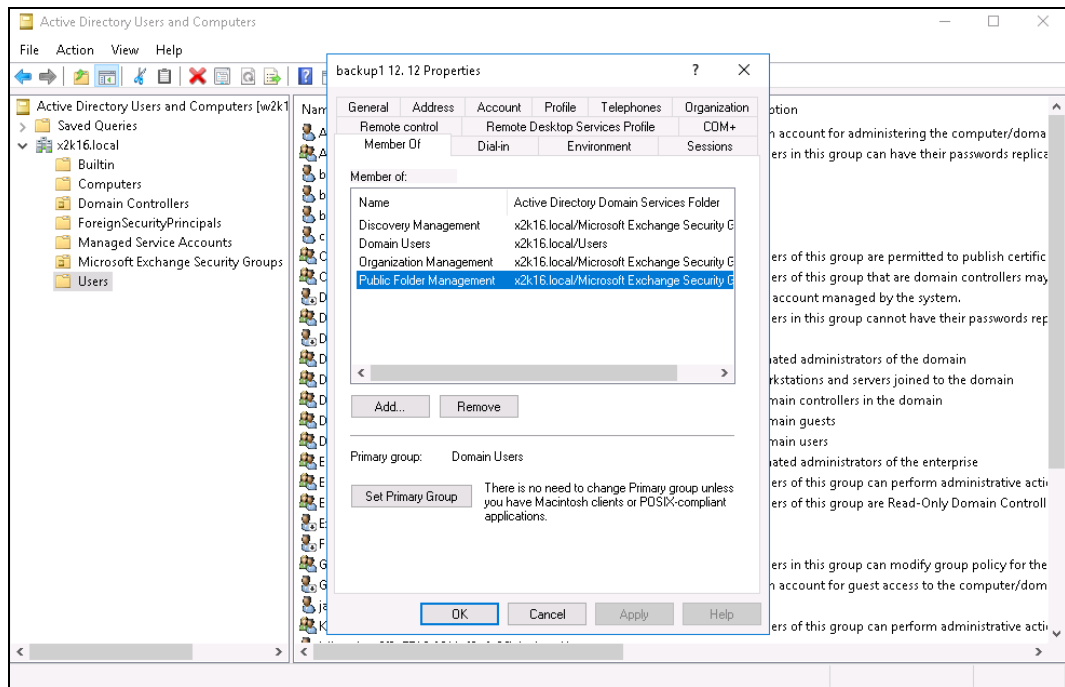 Active Directory Users and Computers
File Action View Help
backup1 12. 12 Properties
General Address Account Profile Telephones Organization
Remote control Remote Desktop Services Profile COM+
Member Of Dial-in Environment Sessions
Member of:
Name Active Directory Domain Services Folder
Discovery Management x2k16.local/Microsoft Exchange Security G
Domain Users x2k16.local/Users
Organization Management x2k16.local/Microsoft Exchange Security G
Public Folder Management x2k16.local/Microsoft Exchange Security G
Add... Remove
Primary group: Domain Users
Set Primary Group
There is no need to change Primary group unless
you have Macintosh clients or POSIX-compliant
applications.
OK Cancel Apply Help
Active Directory Users and Computers [w2k1
Saved Queries
x2k16.local
Builtin
Computers
Domain Controllers
ForeignSecurityPrincipals
Managed Service Accounts
Microsoft Exchange Security Groups
Users
Nam
ption
n account for administering the computer/doma
ers in this group can have their passwords replica
ers of this group are permitted to publish certific
ers of this group that are domain controllers may
account managed by the system.
ers in this group cannot have their passwords rep
nated administrators of the domain
rkstations and servers joined to the domain
main controllers in the domain
main guests
main users
nated administrators of the enterprise
ers of this group can perform administrative acti
ers of this group are Read-Only Domain Controll
ers in this group can modify group policy for the
n account for guest access to the computer/dom
ers of this group can perform administrative acti